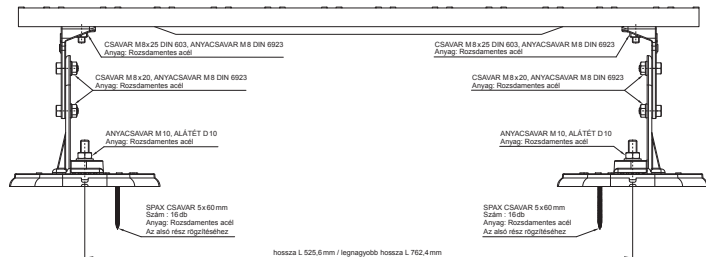 CSAVAR M8x25 DIN 603, ANYACSAVAR M8 DIN 6923
Anyag: Rozsdamentes acél
CSAVAR M8x25 DIN 603, ANYACSAVAR M8 DIN 6923
Anyag: Rozsdamentes acél
CSAVAR M8x20, ANYACSAVAR M8 DIN 6923
Anyag: Rozsdamentes acél
CSAVAR M8x20, ANYACSAVAR M8 DIN 6923
Anyag: Rozsdamentes acél
ANYACSAVAR M10, ALÁTÉT D10
Anyag: Rozsdamentes acél
ANYACSAVAR M10, ALÁTÉT D10
Anyag: Rozsdamentes acél
SPAX CSAVAR 5x60mm
Szám : 16db
Anyag: Rozsdamentes acél
Az alsó rész rögzítéséhez
SPAX CSAVAR 5x60mm
Szám : 16db
Anyag: Rozsdamentes acél
Az alsó rész rögzítéséhez
hossza L 525,6mm / legnagyobb hossza L 762,4mm